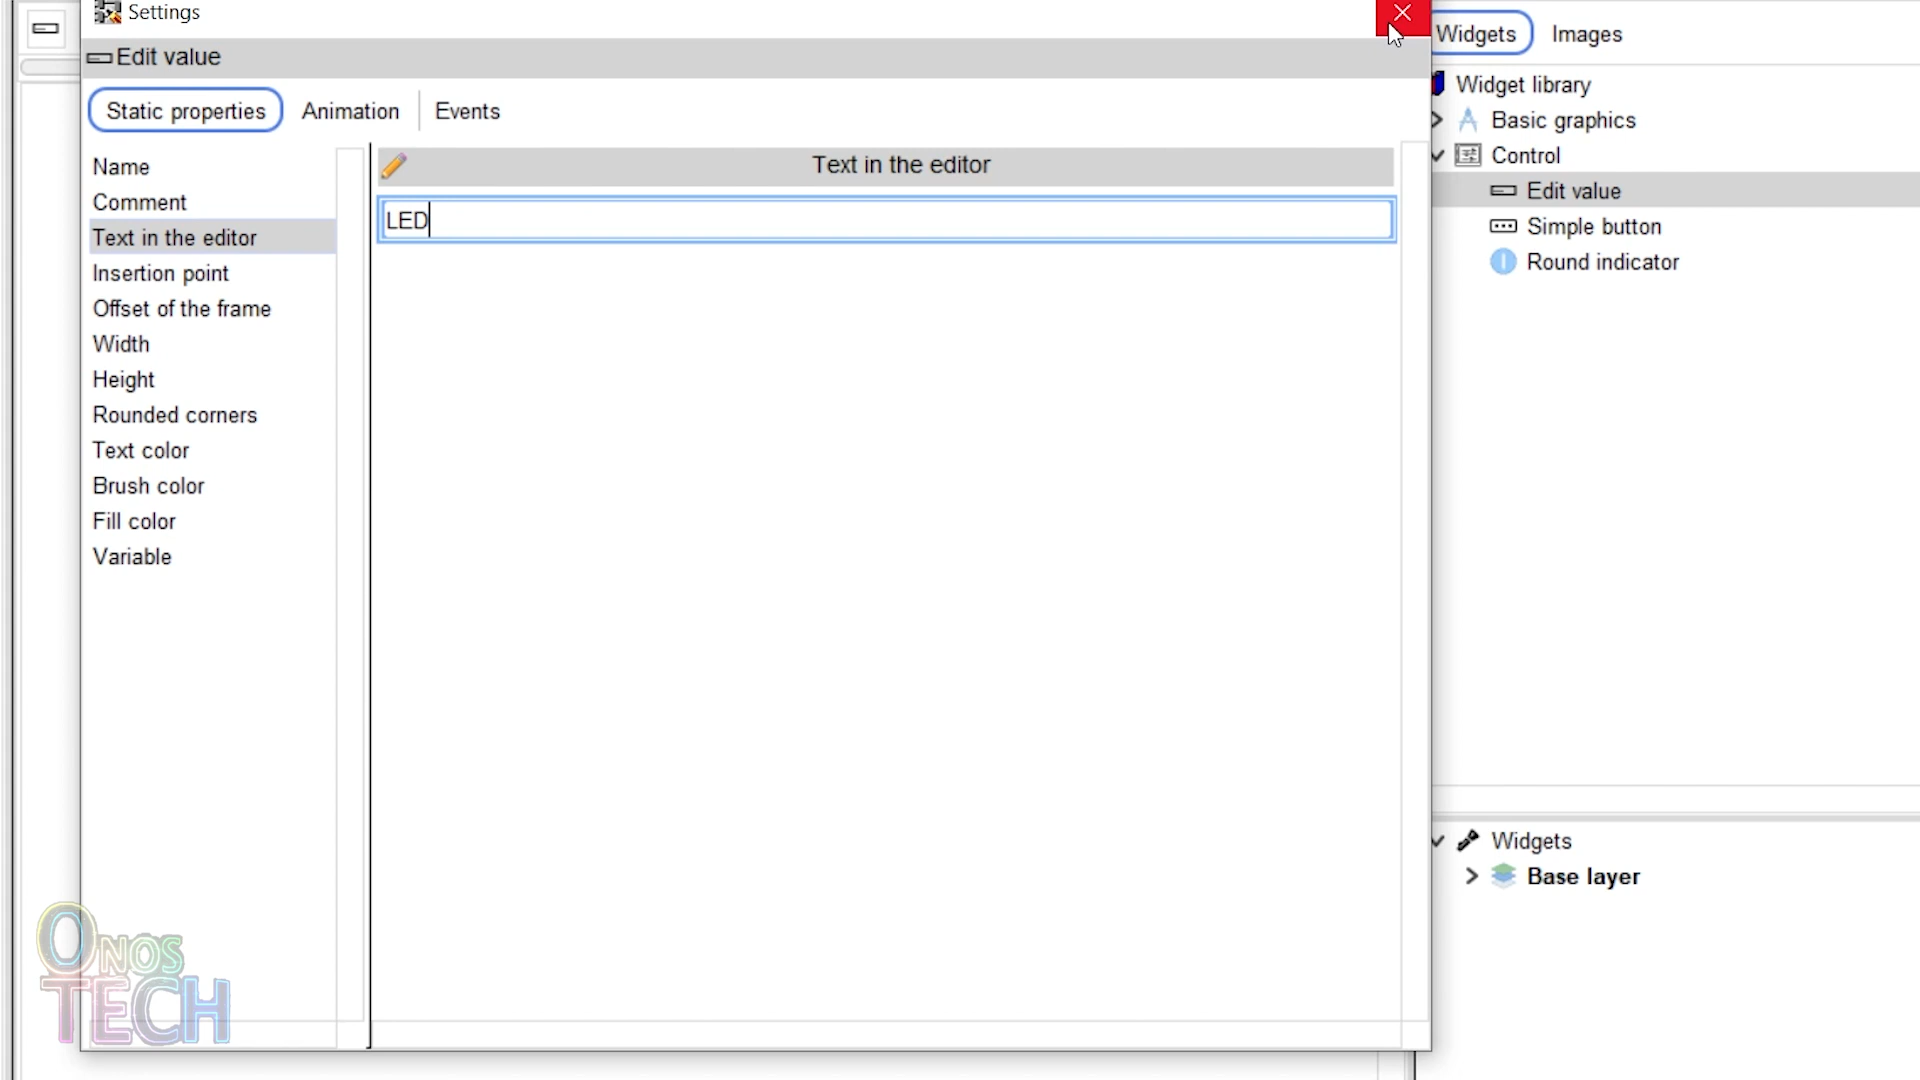 Settings
Edit value
Static properties
Animation
Events
Name
Comment
Text in the editor
Insertion point
Offset of the frame
Width
Height
Rounded corners
Text color
Brush color
Fill color
Variable
Text in the editor
LED
Widgets
Images
Widget library
Basic graphics
Control
Edit value
Simple button
Round indicator
Widgets
Base layer
ONOS
TECH